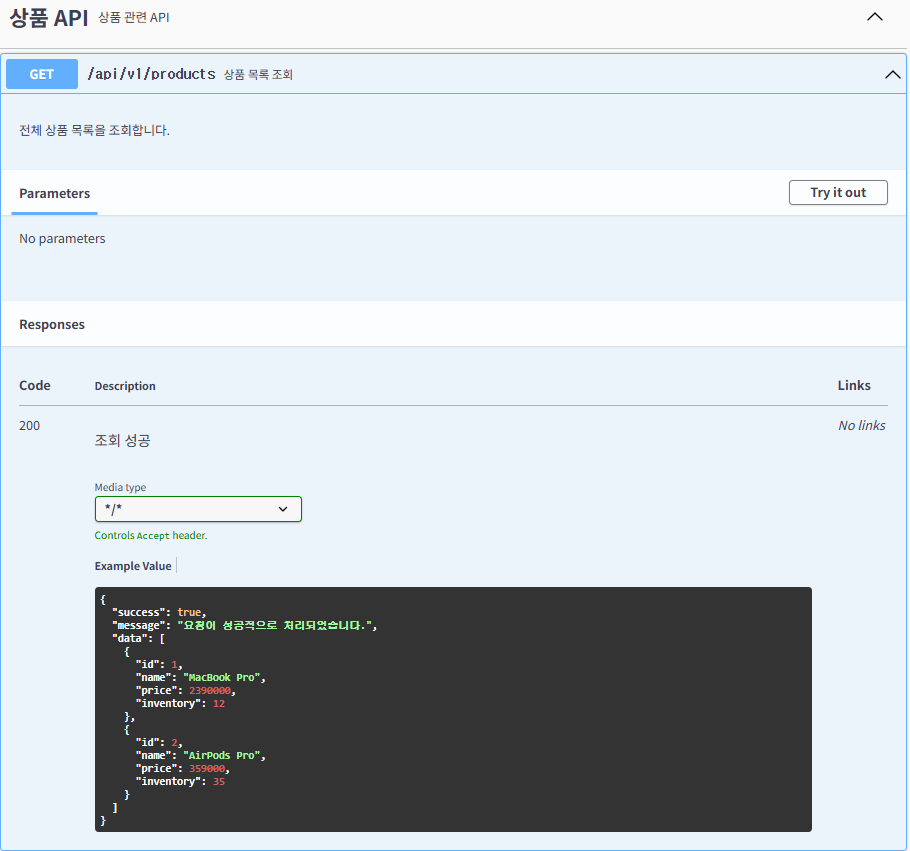 상품 API 상품 관련 API
GET /api/v1/products 상품 목록 조회
전체 상품 목록을 조회합니다.
Parameters Try it out
No parameters
Responses
Code Description Links
200 No links
조회 성공
Media type
*/*
Controls Accept header.
Example Value
{
  "success": true,
  "message": "요청이 성공적으로 처리되었습니다.",
  "data": [
    {
      "id": 1,
      "name": "MacBook Pro",
      "price": 2390000,
      "inventory": 12
    },
    {
      "id": 2,
      "name": "AirPods Pro",
      "price": 359000,
      "inventory": 35
    }
  ]
}